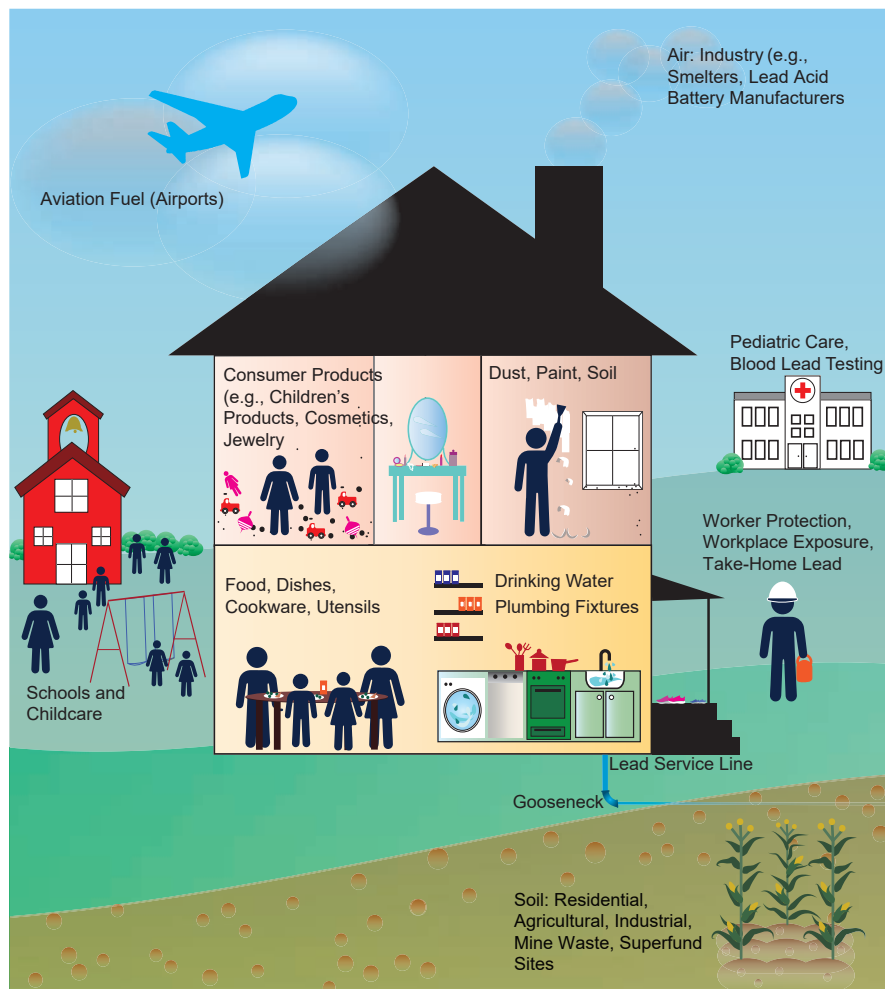 Air: Industry (e.g.,
Smelters, Lead Acid
Battery Manufacturers
Aviation Fuel (Airports)
Pediatric Care,
Blood Lead Testing
Consumer Products
(e.g., Children's
Products, Cosmetics,
Jewelry
Dust, Paint, Soil
Worker Protection,
Workplace Exposure,
Take-Home Lead
Food, Dishes,
Cookware, Utensils
Drinking Water
Plumbing Fixtures
Schools and
Childcare
Lead Service Line
Gooseneck
Soil: Residential,
Agricultural, Industrial,
Mine Waste, Superfund
Sites